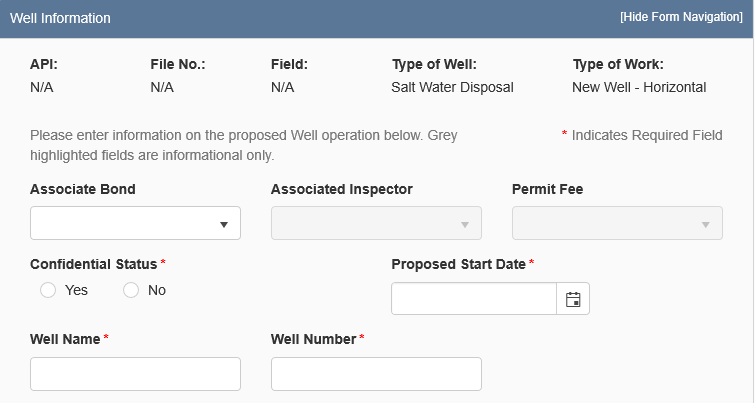 Well Information [Hide Form Navigation]
API: File No.: Field: Type of Well: Type of Work:
N/A N/A N/A Salt Water Disposal New Well - Horizontal
Please enter information on the proposed Well operation below. Grey * Indicates Required Field
highlighted fields are informational only.
Associate Bond Associated Inspector Permit Fee
Confidential Status * Proposed Start Date *
Yes No
Well Name * Well Number *